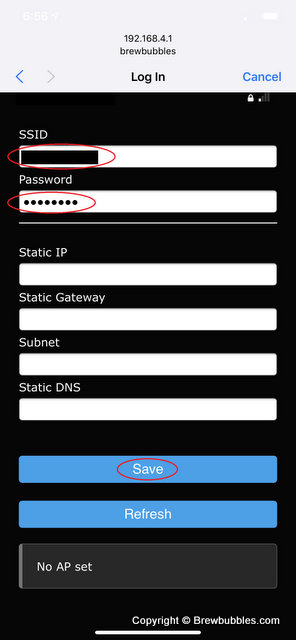 6:56
192.168.4.1
brewbubbles
Log In
Cancel
SSID
Password
Static IP
Static Gateway
Subnet
Static DNS
Save
Refresh
No AP set
Copyright © Brewbubbles.com